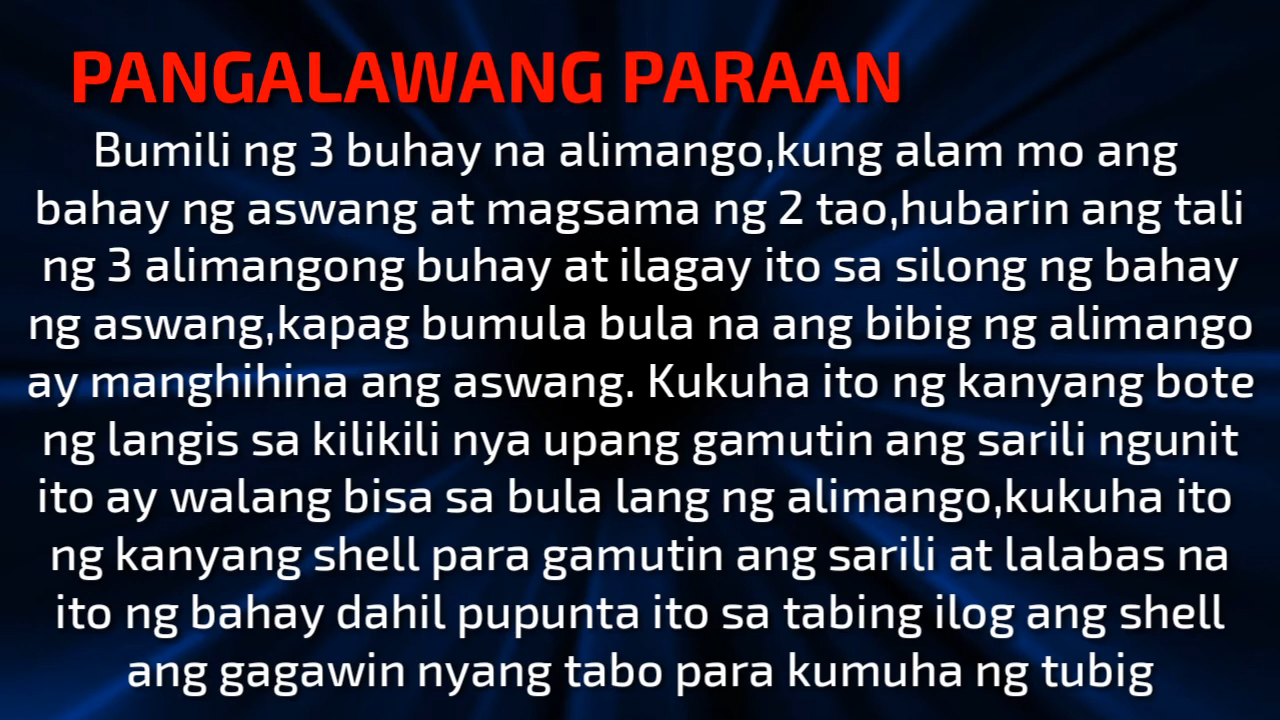 PANGALAWANG PARAAN
Bumili ng 3 buhay na alimango,kung alam mo ang
bahay ng aswang at magsama ng 2 tao,hubarin ang tali
ng 3 alimangong buhay at ilagay ito sa silong ng bahay
ng aswang,kapag bumula bula na ang bibig ng alimango
ay manghihina ang aswang. Kukuha ito ng kanyang bote
ng langis sa kilikili nya upang gamutin ang sarili ngunit
ito ay walang bisa sa bula lang ng alimango,kukuha ito
ng kanyang shell para gamutin ang sarili at lalabas na
ito ng bahay dahil pupunta ito sa tabing ilog ang shell
ang gagawin nyang tabo para kumuha ng tubig